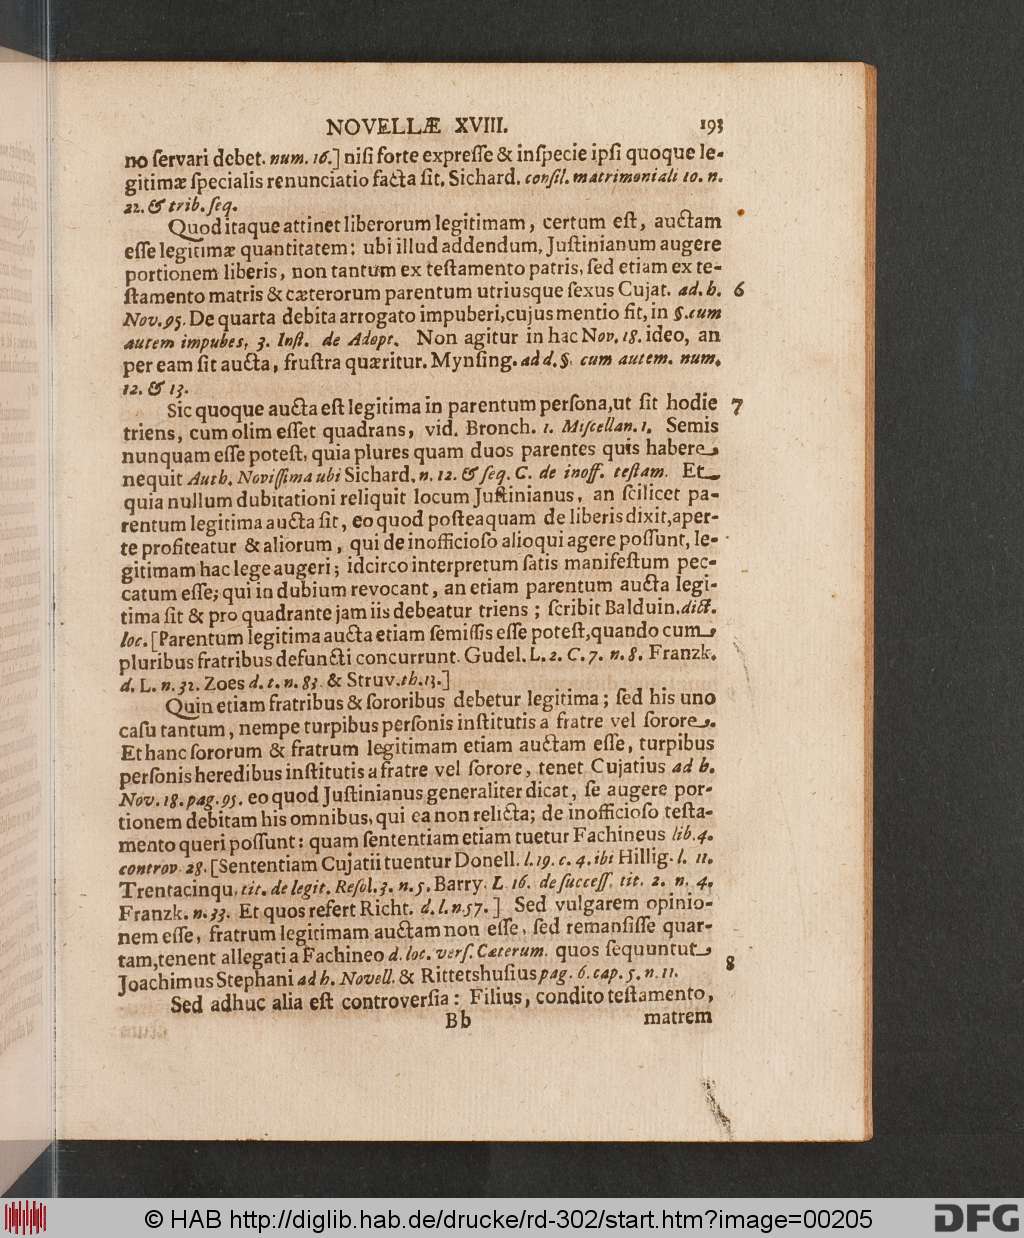 NOVELLÆ XVIII. 193
no ſervari debet. num. 16.] niſi forte expreſſe & inſpecie ipſi quoque le-
gitimæ ſpecialis renunciatio facta ſit, Sichard. conſil. matrimoniali 10. n.
22. & trib. ſeq.
Quod itaque attinet liberorum legitimam, certum eſt, auctam
eſſe legitimæ quantitatem: ubi illud addendum, Juſtinianum augere
portionem liberis, non tantum ex teſtamento patris, ſed etiam ex te-
ſtamento matris & cæterorum parentum utriusque ſexus Cujat. ad. h. 6
Nov. 95. De quarta debita arrogato impuberi, cujus mentio fit, in §. cum
autem impubes, 3. Inſt. de Adopt. Non agitur in hac Nov. 18. ideo, an
per eam ſit aucta, fruſtra quæritur. Mynſing. ad d. §. cum autem. num.
12. & 13.
Sic quoque aucta eſt legitima in parentum perſona, ut ſit hodie 7
triens, cum olim eſſet quadrans, vid. Bronch. 1. Miſcellan. 1. Semis
nunquam eſſe poteſt, quia plures quam duos parentes quis habere
nequit Auth. Noviſſima ubi Sichard. n. 12. & ſeq. C. de inoff. teſtam. Et
quia nullum dubitationi reliquit locum Juſtinianus, an ſcilicet pa-
rentum legitima aucta ſit, eo quod poſteaquam de liberis dixit, aper-
te profiteatur & aliorum, qui de inofficioſo alioqui agere poſſunt, le-
gitimam hac lege augeri; idcirco interpretum ſatis manifeſtum pec-
catum eſſe; qui in dubium revocant, an etiam parentum aucta legi-
tima ſit & pro quadrante jam iis debeatur triens; ſcribit Balduin. dict.
loc. [Parentum legitima aucta etiam ſemiſſis eſſe poteſt, quando cum
pluribus fratribus defuncti concurrunt. Gudel. L. 2. C. 7. n. 8. Franzk.
d. L. n. 32. Zoes d. t. n. 83. & Struv. th. 13.]
Quin etiam fratribus & ſororibus debetur legitima; ſed his uno
caſu tantum, nempe turpibus perſonis inſtitutis a fratre vel ſorore.
Et hanc ſororum & fratrum legitimam etiam auctam eſſe, turpibus
perſonis heredibus inſtitutis a fratre vel ſorore, tenet Cujatius ad h.
Nov. 18. pag. 95. eo quod Juſtinianus generaliter dicat, ſe augere por-
tionem debitam his omnibus, qui ea non relicta; de inofficioſo teſta-
mento queri poſſunt: quam ſententiam etiam tuetur Fachineus lib. 4.
controv. 28. [Sententiam Cujatii tuentur Donell. l. 19. c. 4. ibi Hillig. l. 11.
Trentacinqu. tit. de legit. Reſol. 3. n. 5. Barry. L. 16. de ſucceſſ. tit. 2. n. 4.
Franzk. n. 33. Et quos refert Richt. d. l. n. 57.] Sed vulgarem opinio-
nem eſſe, fratrum legitimam auctam non eſſe, ſed remanſiſſe quar-
tam, tenent allegati a Fachineo d. loc. verſ. Cæterum. quos ſequuntut
Joachimus Stephani ad h. Novell. & Rittetshuſius pag. 6. cap. 5. n. 11. 8
Sed adhuc alia eſt controverſia: Filius, condito teſtamento,
Bb matrem
© HAB http://diglib.hab.de/drucke/rd-302/start.htm?image=00205 DFG